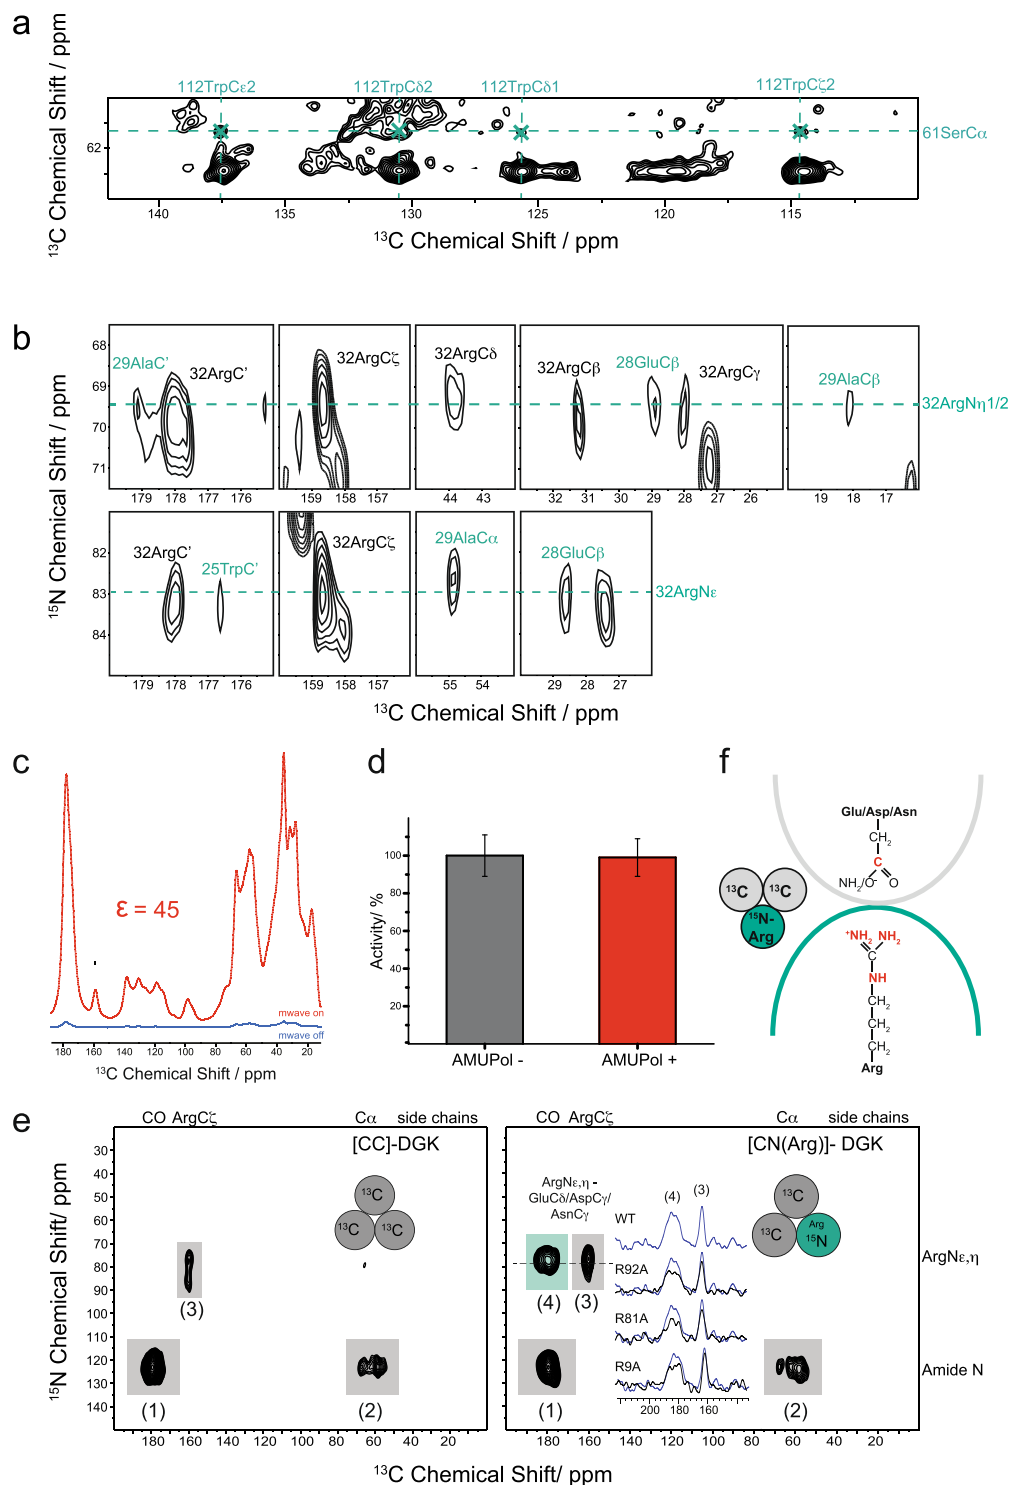 a
¹³C Chemical Shift / ppm
112TrpCε2 112TrpCδ2 112TrpCδ1 112TrpCζ2
61SerCα
62
140 135 130 125 120 115
¹³C Chemical Shift / ppm
b
¹⁵N Chemical Shift / ppm
68
69
70
71
29AlaC’ 32ArgC’ 32ArgCζ 32ArgCδ 32ArgCβ 28GluCβ 32ArgCγ 29AlaCβ
32ArgNη1/2
179 178 177 176 159 158 157 44 43 32 31 30 29 28 27 26 25 19 18 17
82
83
84
32ArgC’ 25TrpC’ 32ArgCζ 29AlaCα 28GluCβ
32ArgNε
179 178 177 176 159 158 157 55 54 29 28 27
¹³C Chemical Shift / ppm
c
ε = 45
mwave on
mwave off
180 160 140 120 100 80 60 40 20
¹³C Chemical Shift / ppm
d
Activity/ %
100
80
60
40
20
AMUPol - AMUPol +
f
¹³C ¹³C
¹⁵N-
Arg
Glu/Asp/Asn
CH₂
C
NH₂/O⁻ O
⁺NH₂ NH₂
C
NH
CH₂
CH₂
CH₂
Arg
e
CO ArgCζ Cα side chains
[CC]-DGK
¹³C
¹³C ¹³C
¹⁵N Chemical Shift/ ppm
30
40
50
60
70
80
90
100
110
120
130
140
(3)
(1) (2)
180 160 140 120 100 80 60 40 20
CO ArgCζ Cα side chains
[CN(Arg)]- DGK
ArgNε,η -
GluCδ/AspCγ/
AsnCγ
(4) (3)
WT
R92A
R81A
R9A
200 180 160
¹³C
¹³C Arg
¹⁵N
(4) (3)
(1) (2)
ArgNε,η
Amide N
180 160 140 120 100 80 60 40 20
¹³C Chemical Shift/ ppm